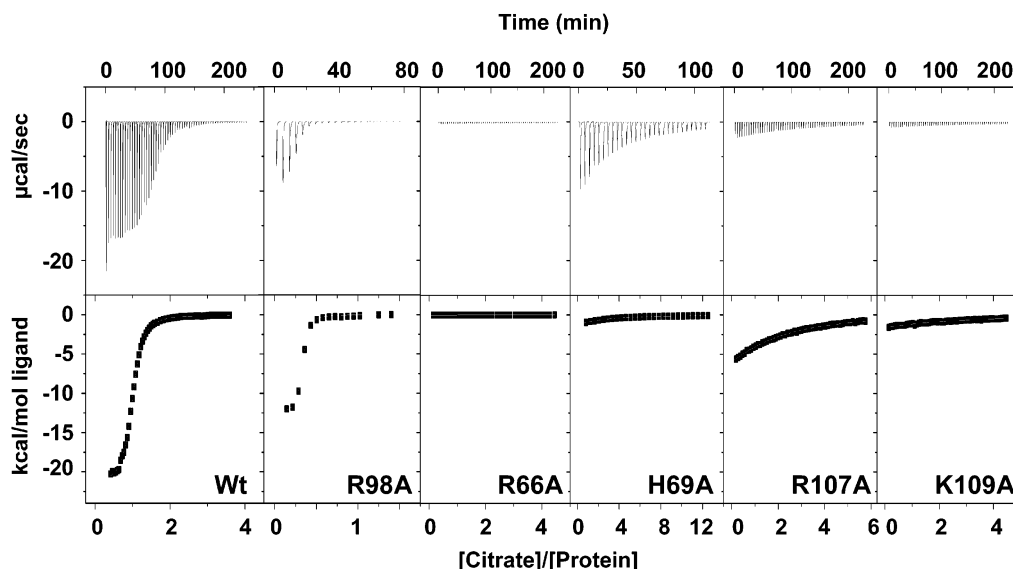 Time (min)
0 100 200 0 40 80 0 100 200 0 50 100 0 100 200 0 100 200
µcal/sec
0
-10
-20
kcal/mol ligand
0
-5
-10
-15
-20
Wt R98A R66A H69A R107A K109A
0 2 4 0 1 0 2 4 0 4 8 12 0 2 4 6 0 2 4
[Citrate]/[Protein]